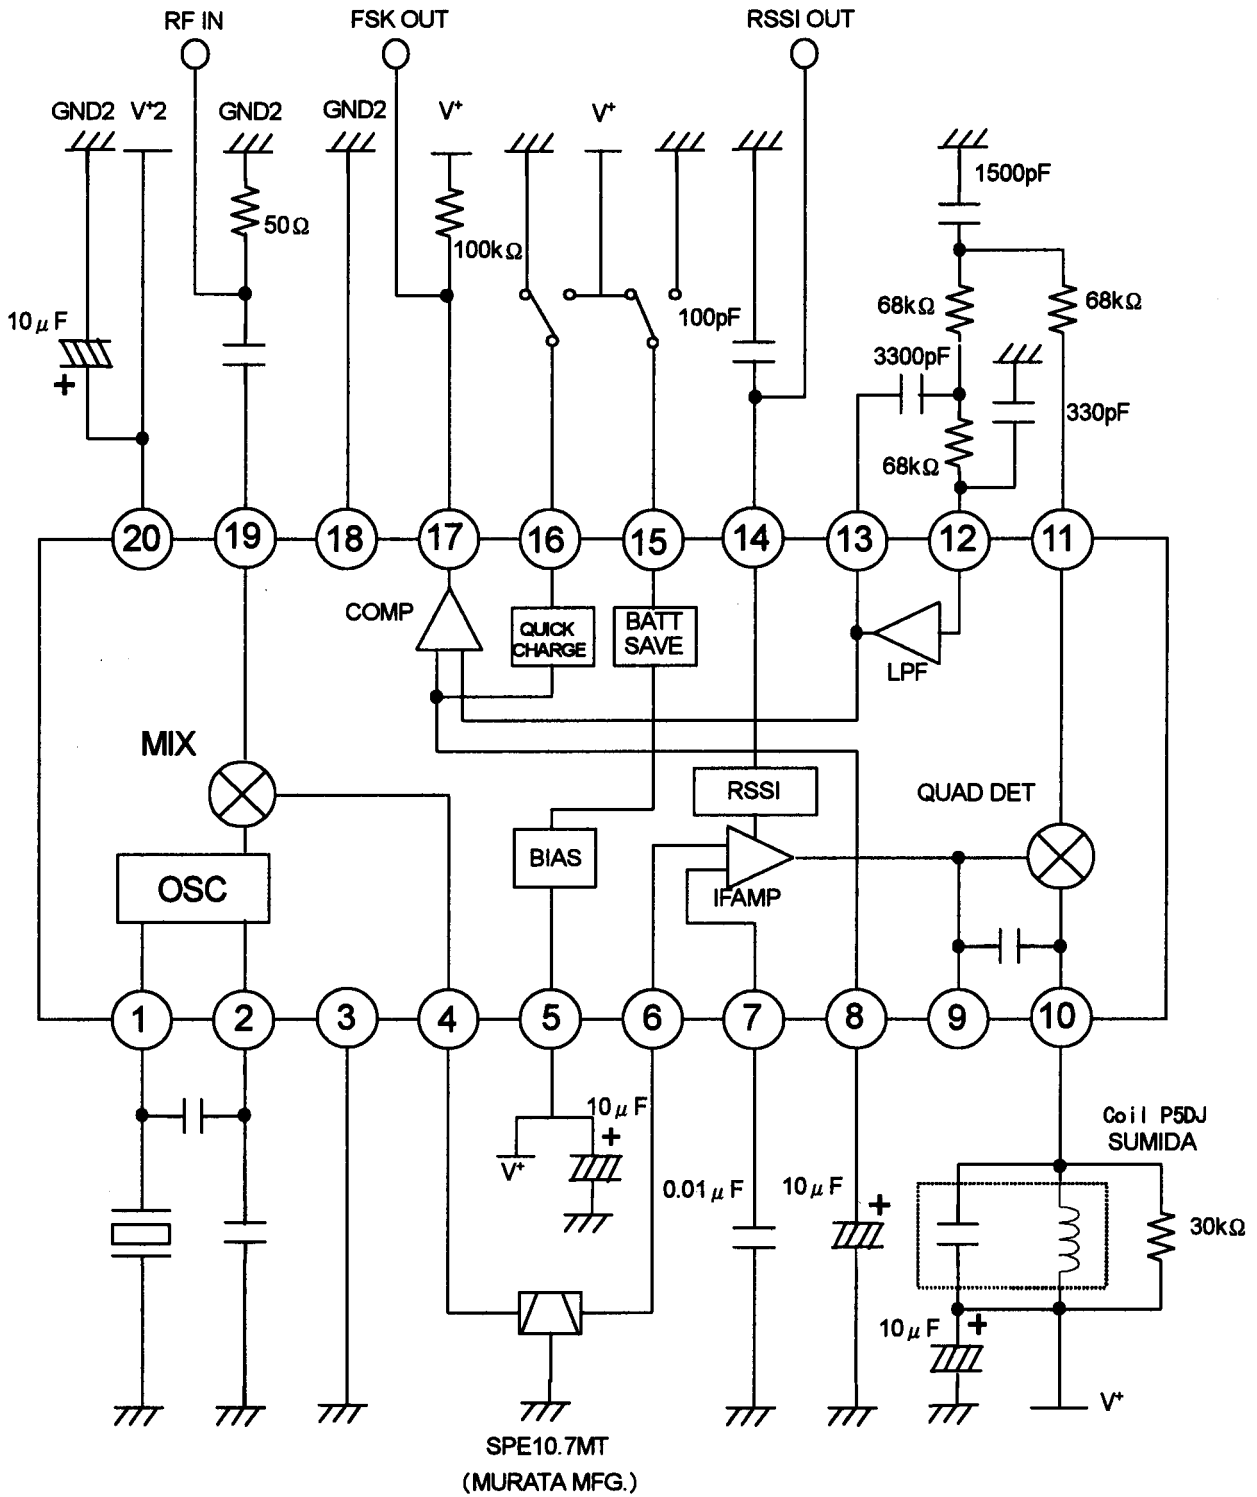 RF IN
FSK OUT
RSSI OUT
GND2
V+2
GND2
GND2
V+
V+
1500pF
50Ω
100kΩ
68kΩ
68kΩ
10μF
+
100pF
3300pF
330pF
68kΩ
20
19
18
17
16
15
14
13
12
11
COMP
QUICK
CHARGE
BATT
SAVE
LPF
MIX
RSSI
QUAD DET
BIAS
OSC
IFAMP
1
2
3
4
5
6
7
8
9
10
10μF
+
V+
Coil P5DJ
SUMIDA
0.01μF
10μF
+
30kΩ
10μF
+
V+
SPE10.7MT
(MURATA MFG.)